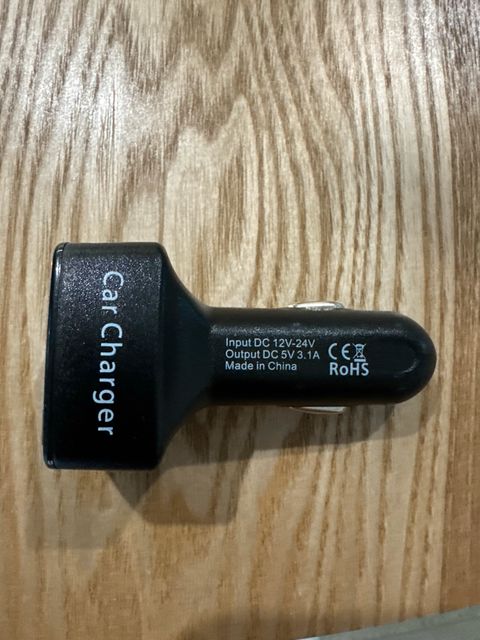 Car Charger
Input DC 12V-24V
Output DC 5V 3.1A
Made in China
CE
RoHS